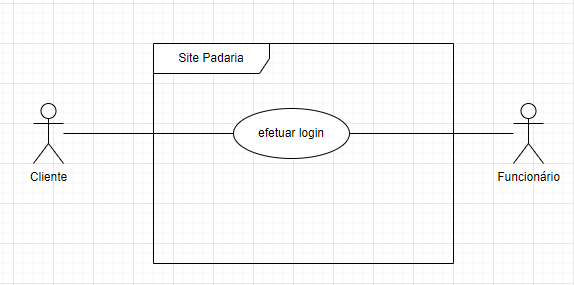 Site Padaria
efetuar login
Cliente
Funcionário